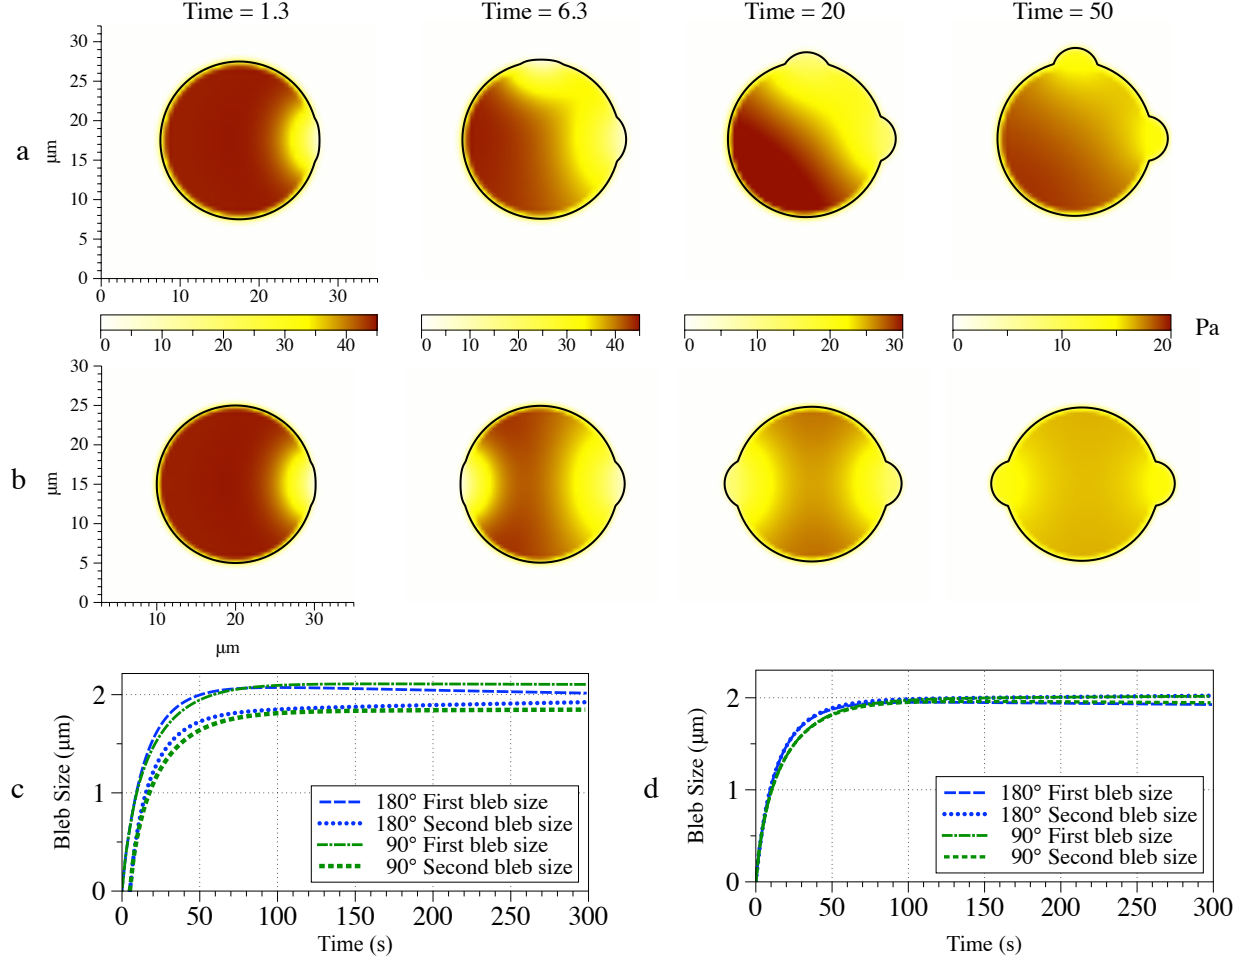 Time = 1.3 Time = 6.3 Time = 20 Time = 50
a
μm
30
25
20
15
10
5
0
0 10 20 30
0 10 20 30 40
0 10 20 30 40
0 10 20 30
0 10 20
Pa
b
μm
30
25
20
15
10
5
0
10 20 30
μm
c
Bleb Size (μm)
2
1
0
0 50 100 150 200 250 300
Time (s)
180° First bleb size
180° Second bleb size
90° First bleb size
90° Second bleb size
d
Bleb Size (μm)
2
1
0
0 50 100 150 200 250 300
Time (s)
180° First bleb size
180° Second bleb size
90° First bleb size
90° Second bleb size